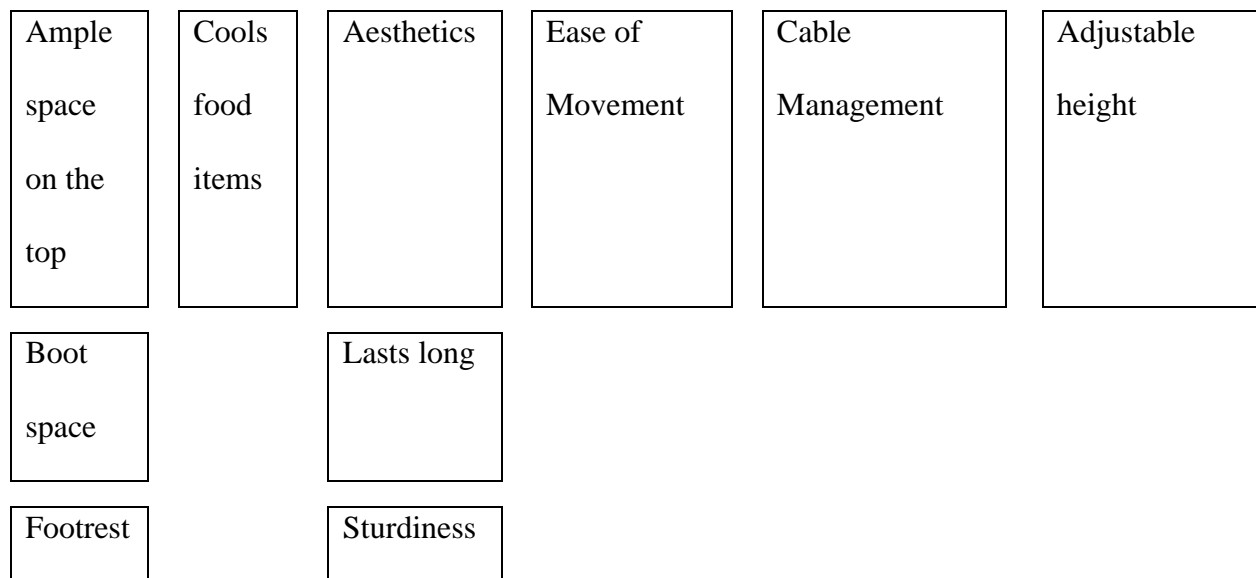 Ample
space
on the
top
Cools
food
items
Aesthetics
Ease of
Movement
Cable
Management
Adjustable
height
Boot
space
Lasts long
Footrest
Sturdiness